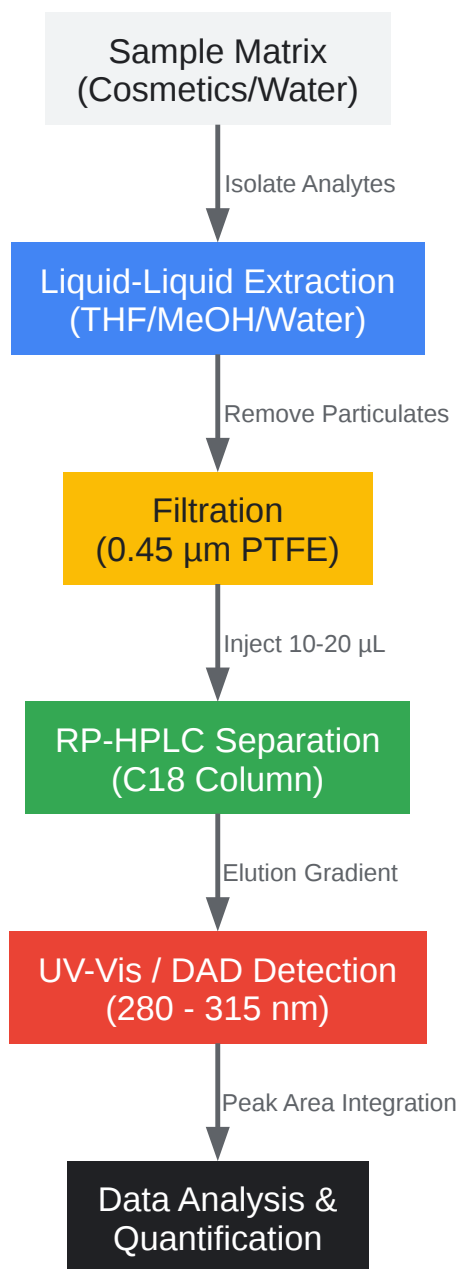 Sample Matrix
(Cosmetics/Water)
Isolate Analytes
Liquid-Liquid Extraction
(THF/MeOH/Water)
Remove Particulates
Filtration
(0.45 µm PTFE)
Inject 10-20 µL
RP-HPLC Separation
(C18 Column)
Elution Gradient
UV-Vis / DAD Detection
(280 - 315 nm)
Peak Area Integration
Data Analysis &
Quantification